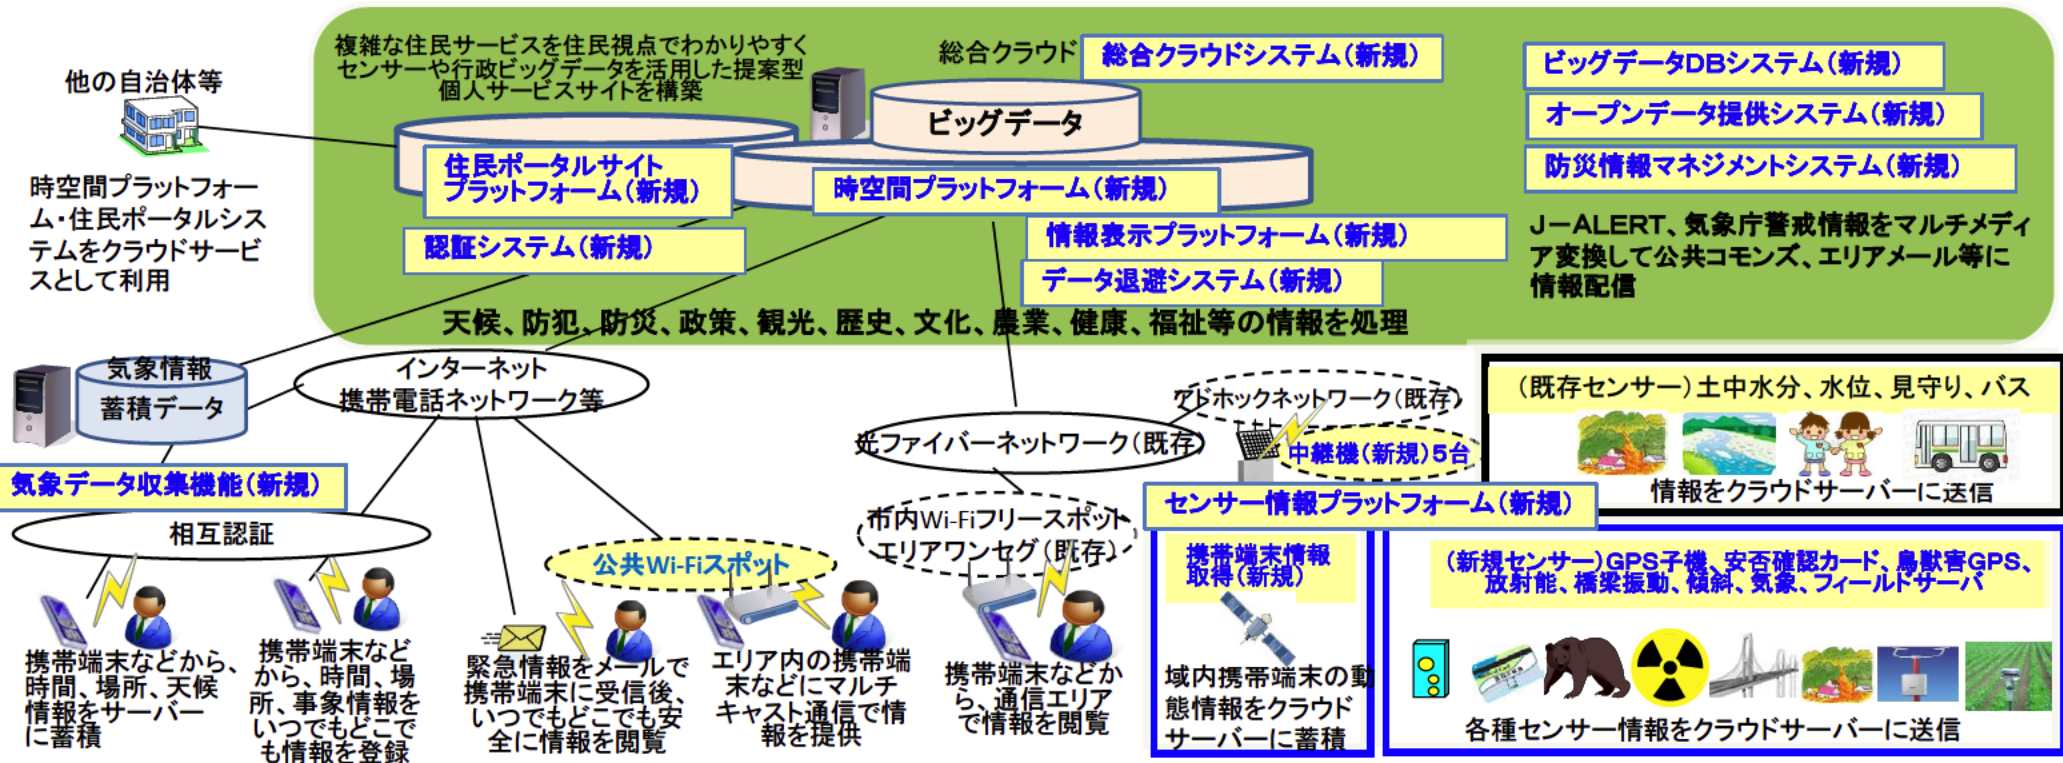 他の自治体等
時空間プラットフォー
ム・住民ポータルシス
テムをクラウドサービ
スとして利用
複雑な住民サービスを住民視点でわかりやすく
センサーや行政ビッグデータを活用した提案型
個人サービスサイトを構築
総合クラウド
総合クラウドシステム(新規)
ビッグデータ
住民ポータルサイト
プラットフォーム(新規)
時空間プラットフォーム(新規)
認証システム(新規)
情報表示プラットフォーム(新規)
データ退避システム(新規)
ビッグデータDBシステム(新規)
オープンデータ提供システム(新規)
防災情報マネジメントシステム(新規)
J-ALERT、気象庁警戒情報をマルチメディ
ア変換して公共コモンズ、エリアメール等に
情報配信
天候、防犯、防災、政策、観光、歴史、文化、農業、健康、福祉等の情報を処理
気象情報
蓄積データ
気象データ収集機能(新規)
相互認証
インターネット
携帯電話ネットワーク等
公共Wi-Fiスポット
光ファイバーネットワーク(既存)
アドホックネットワーク(既存)
中継機(新規)5台
市内Wi-Fiフリースポット
エリアワンセグ(既存)
センサー情報プラットフォーム(新規)
(既存センサー)土中水分、水位、見守り、バス
情報をクラウドサーバーに送信
携帯端末情報
取得(新規)
域内携帯端末の動
態情報をクラウド
サーバーに蓄積
(新規センサー)GPS子機、安否確認カード、鳥獣害GPS、
放射能、橋梁振動、傾斜、気象、フィールドサーバ
各種センサー情報をクラウドサーバーに送信
携帯端末などから、
時間、場所、天候
情報をサーバー
に蓄積
携帯端末など
から、時間、場
所、事象情報を
いつでもどこで
も情報を登録
緊急情報をメールで
携帯端末に受信後、
いつでもどこでも安
全に情報を閲覧
エリア内の携帯端
末などにマルチ
キャスト通信で情
報を提供
携帯端末などか
ら、通信エリア
で情報を閲覧